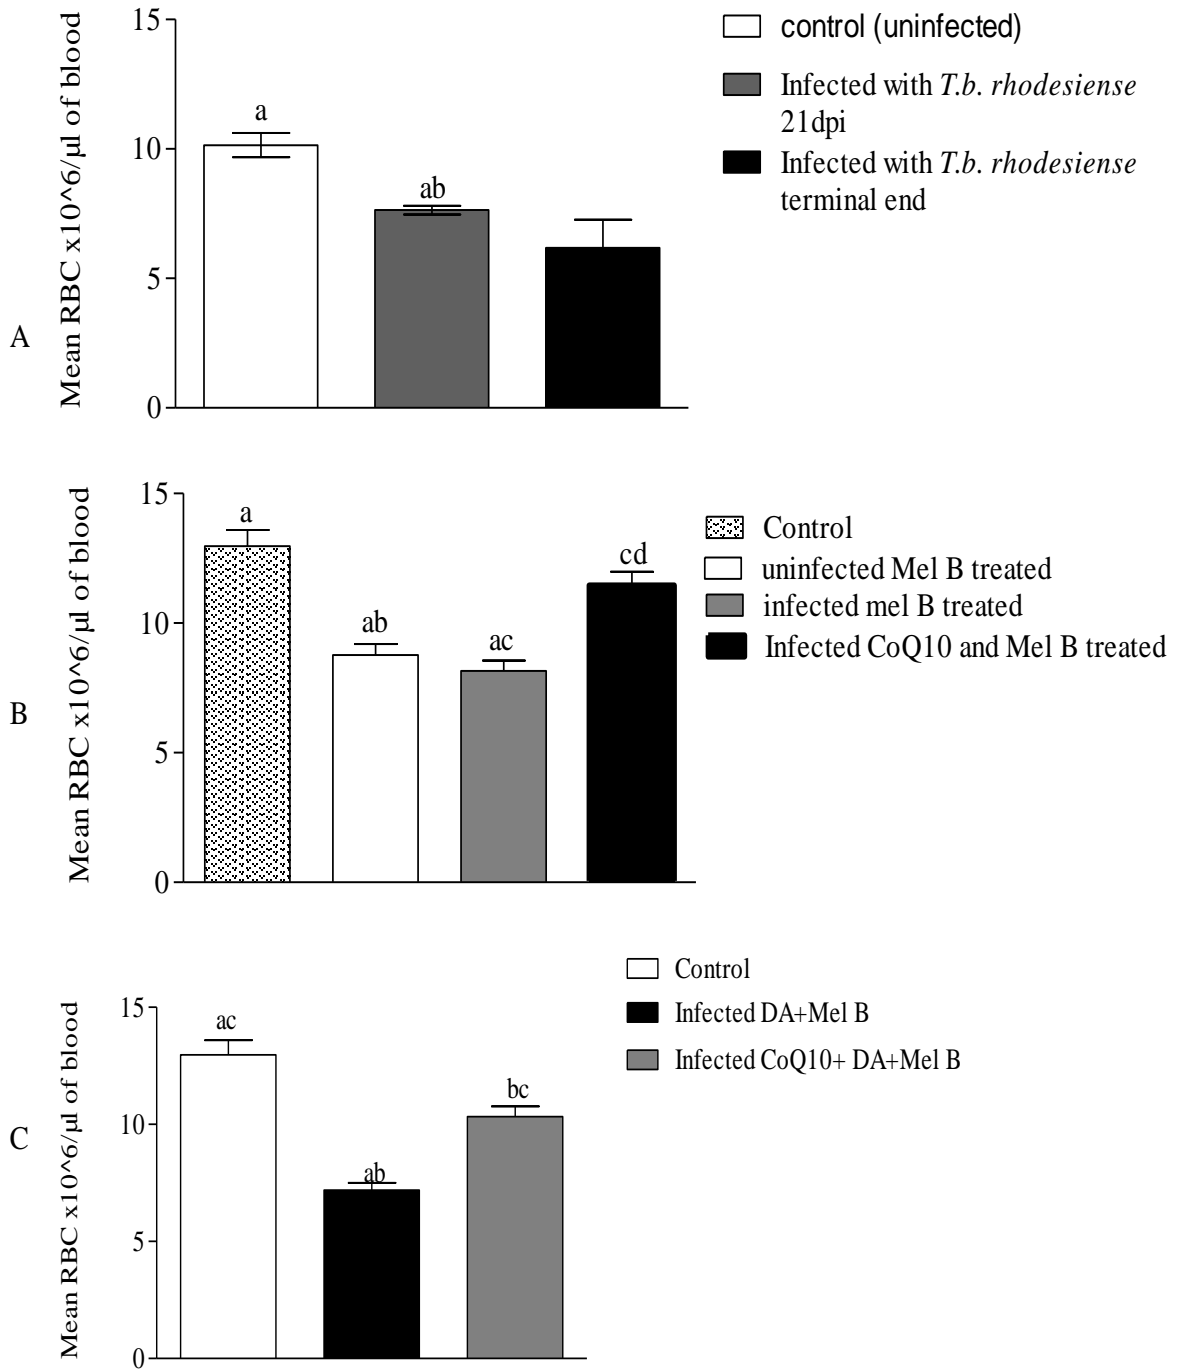 15
10
5
0
Mean RBC x10^6/µl of blood
A
a
ab
control (uninfected)
Infected with T.b. rhodesiense
21dpi
Infected with T.b. rhodesiense
terminal end
15
10
5
0
Mean RBC x10^6/µl of blood
B
a
ab
ac
cd
Control
uninfected Mel B treated
infected mel B treated
Infected CoQ10 and Mel B treated
15
10
5
0
Mean RBC x10^6/µl of blood
C
ac
ab
bc
Control
Infected DA+Mel B
Infected CoQ10+ DA+Mel B